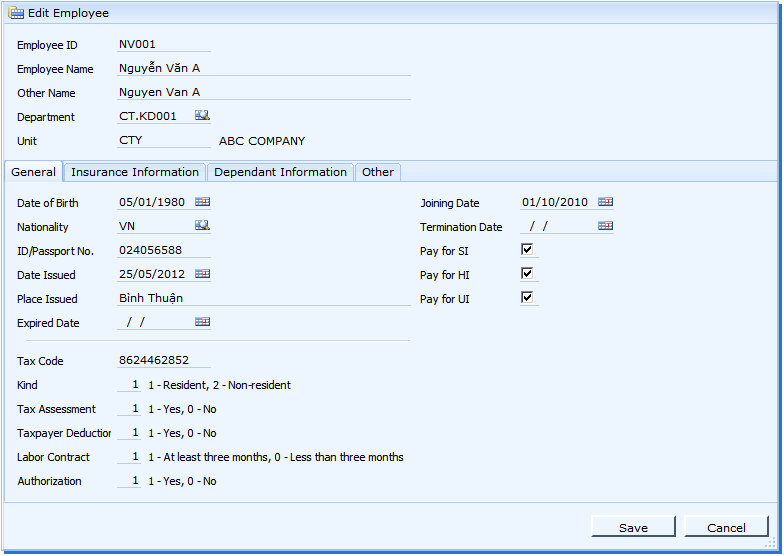 Edit Employee
Employee ID NV001
Employee Name Nguyễn Văn A
Other Name Nguyen Van A
Department CT.KD001
Unit CTY ABC COMPANY
General Insurance Information Dependant Information Other
Date of Birth 05/01/1980 Joining Date 01/10/2010
Nationality VN Termination Date / /
ID/Passport No. 024056588 Pay for SI
Date Issued 25/05/2012 Pay for HI
Place Issued Bình Thuận Pay for UI
Expired Date / /
Tax Code 8624462852
Kind 1 1 - Resident, 2 - Non-resident
Tax Assessment 1 1 - Yes, 0 - No
Taxpayer Deduction 1 1 - Yes, 0 - No
Labor Contract 1 1 - At least three months, 0 - Less than three months
Authorization 1 1 - Yes, 0 - No
Save Cancel